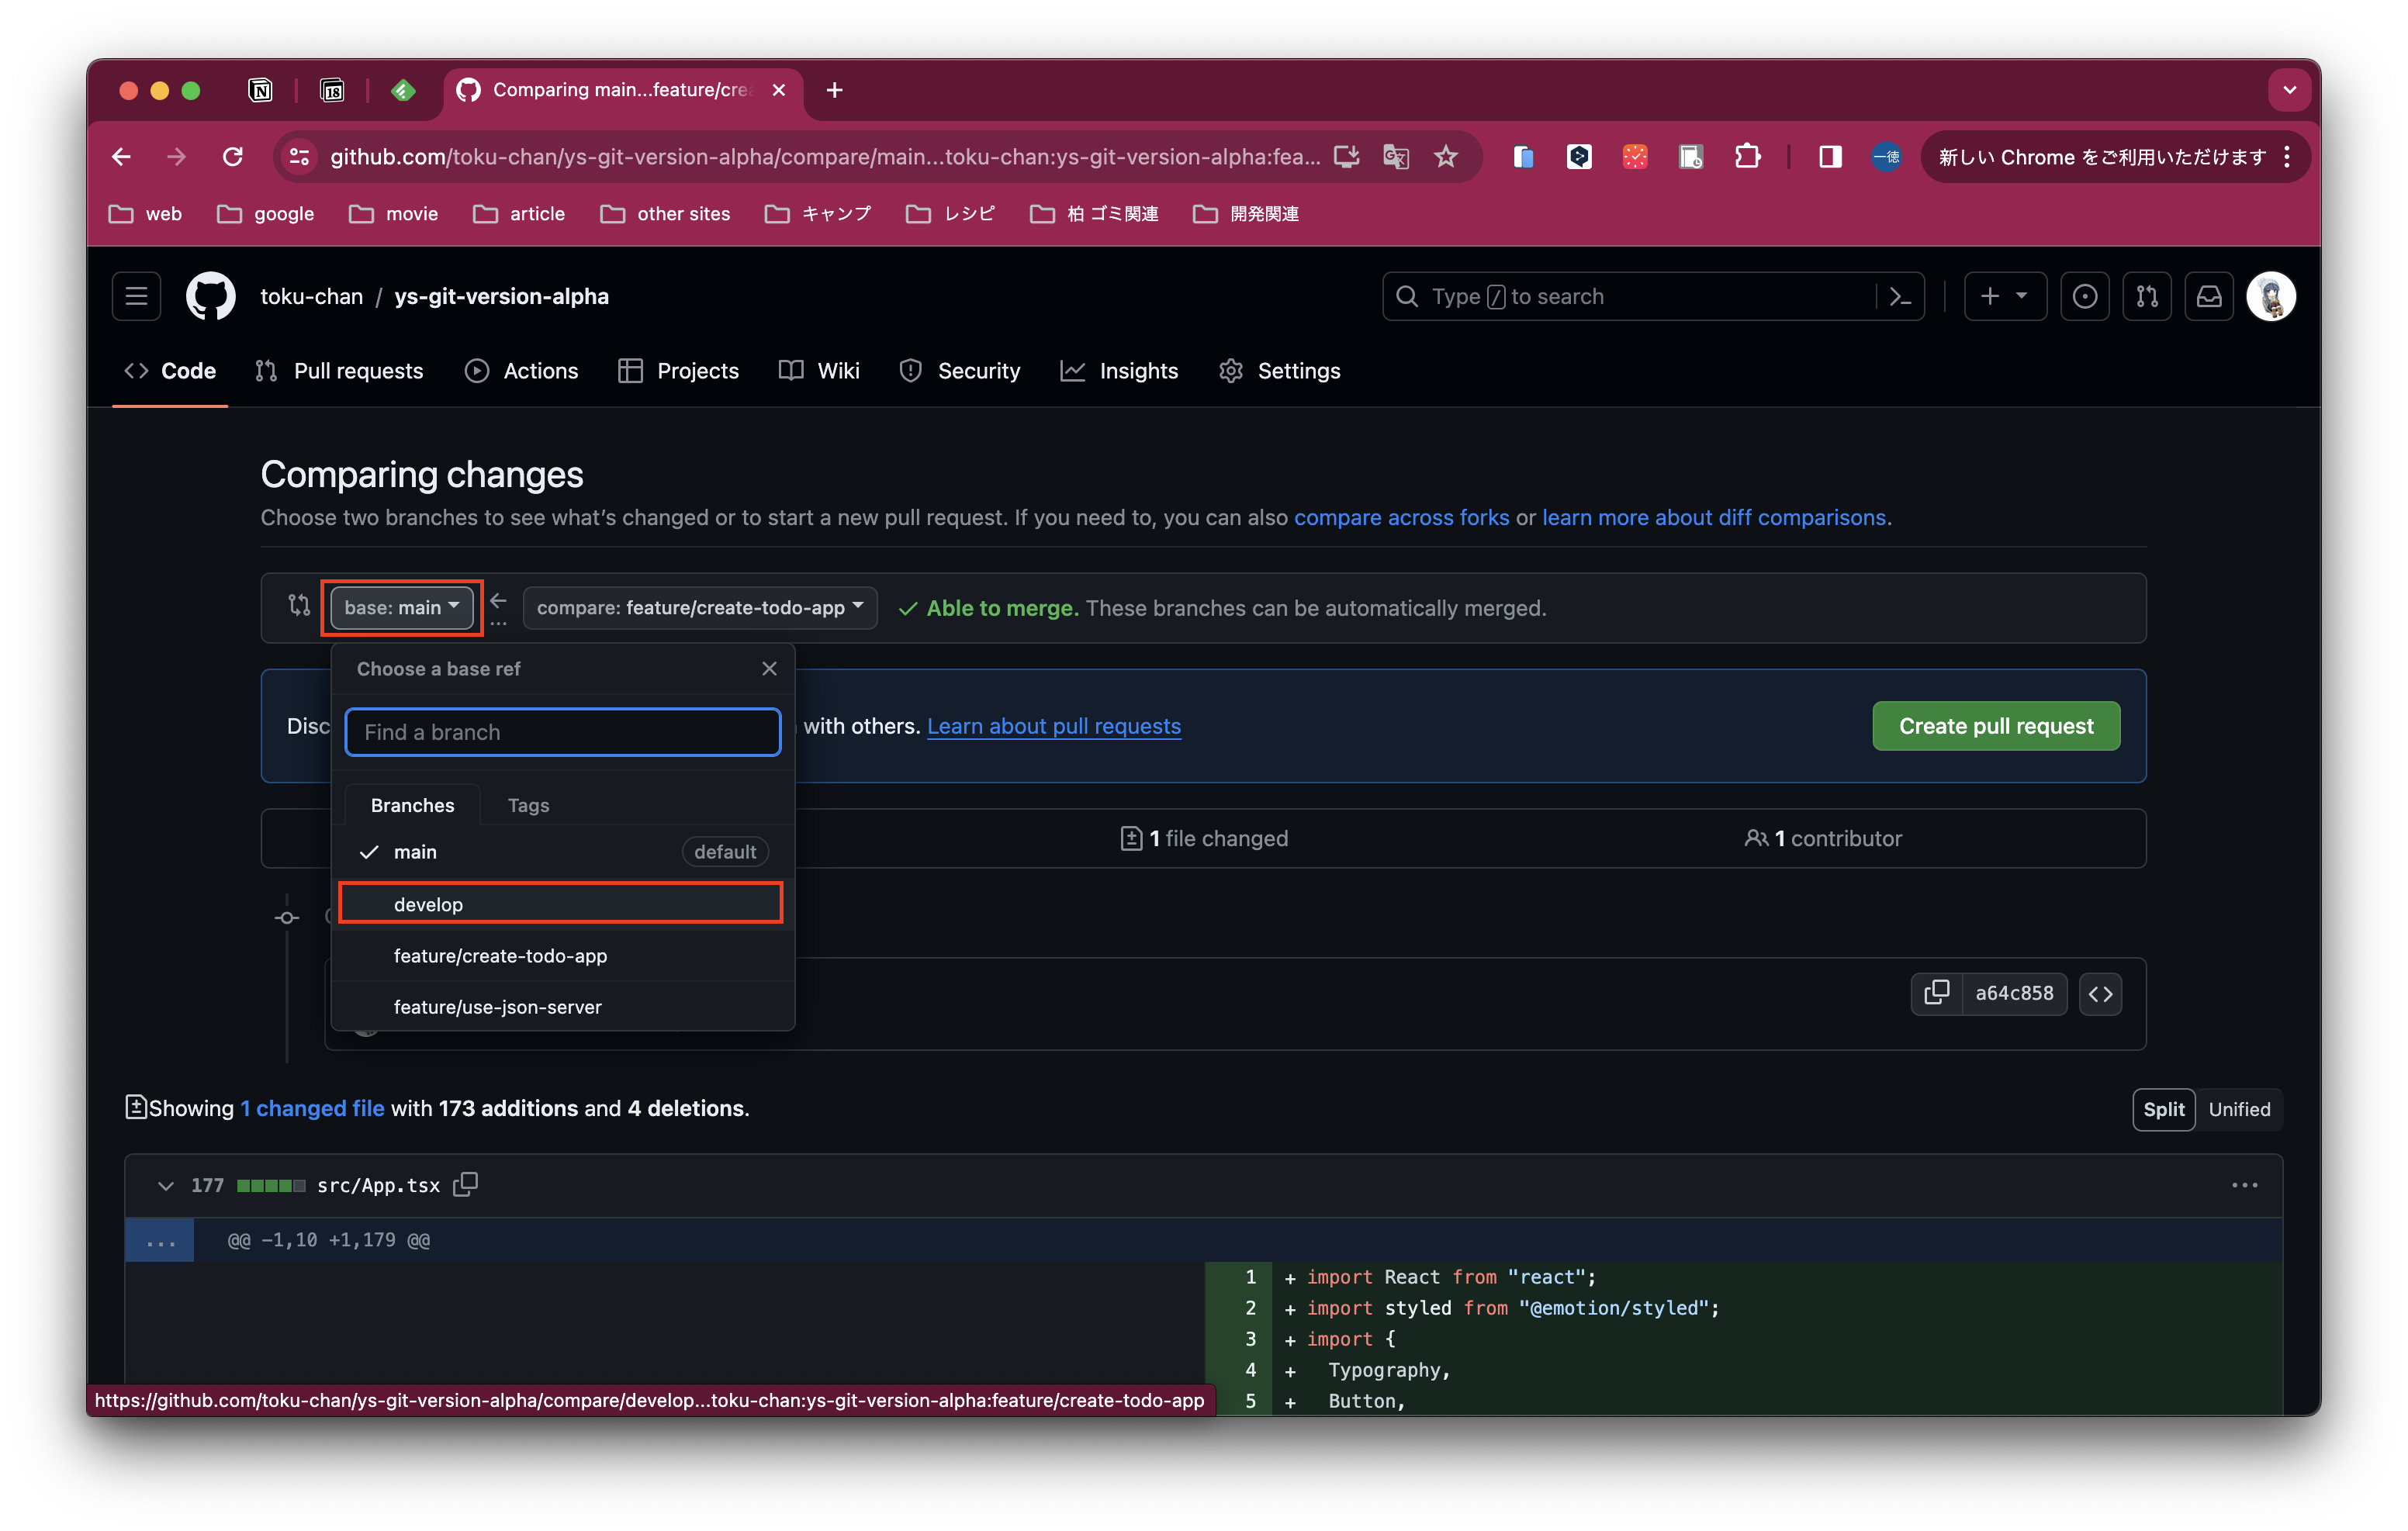 Comparing main...feature/crea
github.com/toku-chan/ys-git-version-alpha/compare/main...toku-chan:ys-git-version-alpha:fea...
一徳
新しい Chrome をご利用いただけます
web
google
movie
article
other sites
キャンプ
レシピ
柏 ゴミ関連
開発関連
toku-chan / ys-git-version-alpha
Type / to search
Code
Pull requests
Actions
Projects
Wiki
Security
Insights
Settings
Comparing changes
Choose two branches to see what's changed or to start a new pull request. If you need to, you can also compare across forks or learn more about diff comparisons.
base: main
compare: feature/create-todo-app
Able to merge. These branches can be automatically merged.
Choose a base ref
Disc
Find a branch
with others. Learn about pull requests
Create pull request
Branches
Tags
main
default
1 file changed
1 contributor
develop
feature/create-todo-app
a64c858
feature/use-json-server
Showing 1 changed file with 173 additions and 4 deletions.
Split
Unified
177
src/App.tsx
...
@@ -1,10 +1,179 @@
1 + import React from "react";
2 + import styled from "@emotion/styled";
3 + import {
4 + Typography,
5 + Button,
https://github.com/toku-chan/ys-git-version-alpha/compare/develop...toku-chan:ys-git-version-alpha:feature/create-todo-app